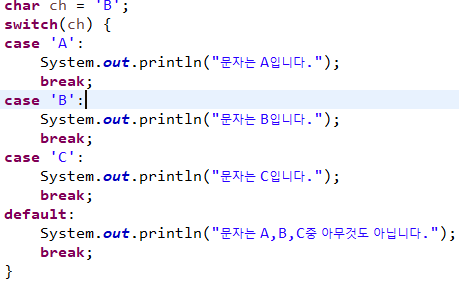 char ch = 'B';
switch(ch) {
case 'A':
    System.out.println("문자는 A입니다.");
    break;
case 'B':
    System.out.println("문자는 B입니다.");
    break;
case 'C':
    System.out.println("문자는 C입니다.");
    break;
default:
    System.out.println("문자는 A,B,C중 아무것도 아닙니다.");
    break;
}